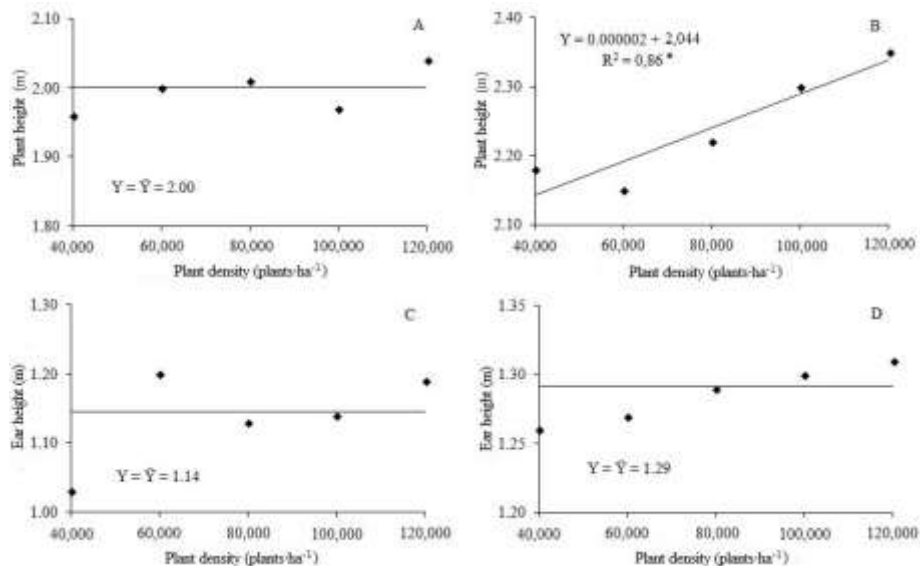 A
2.10
2.00
1.90
1.80
Plant height (m)
Y = Ȳ = 2.00
40,000 60,000 80,000 100,000 120,000
Plant density (plants·ha⁻¹)
B
2.40
2.30
2.20
2.10
Plant height (m)
Y = 0.000002 + 2,044
R² = 0,86 *
40,000 60,000 80,000 100,000 120,000
Plant density (plants·ha⁻¹)
C
1.30
1.20
1.10
1.00
Ear height (m)
Y = Ȳ = 1.14
40,000 60,000 80,000 100,000 120,000
Plant density (plants·ha⁻¹)
D
1.35
1.30
1.25
1.20
Ear height (m)
Y = Ȳ = 1.29
40,000 60,000 80,000 100,000 120,000
Plant density (plants·ha⁻¹)